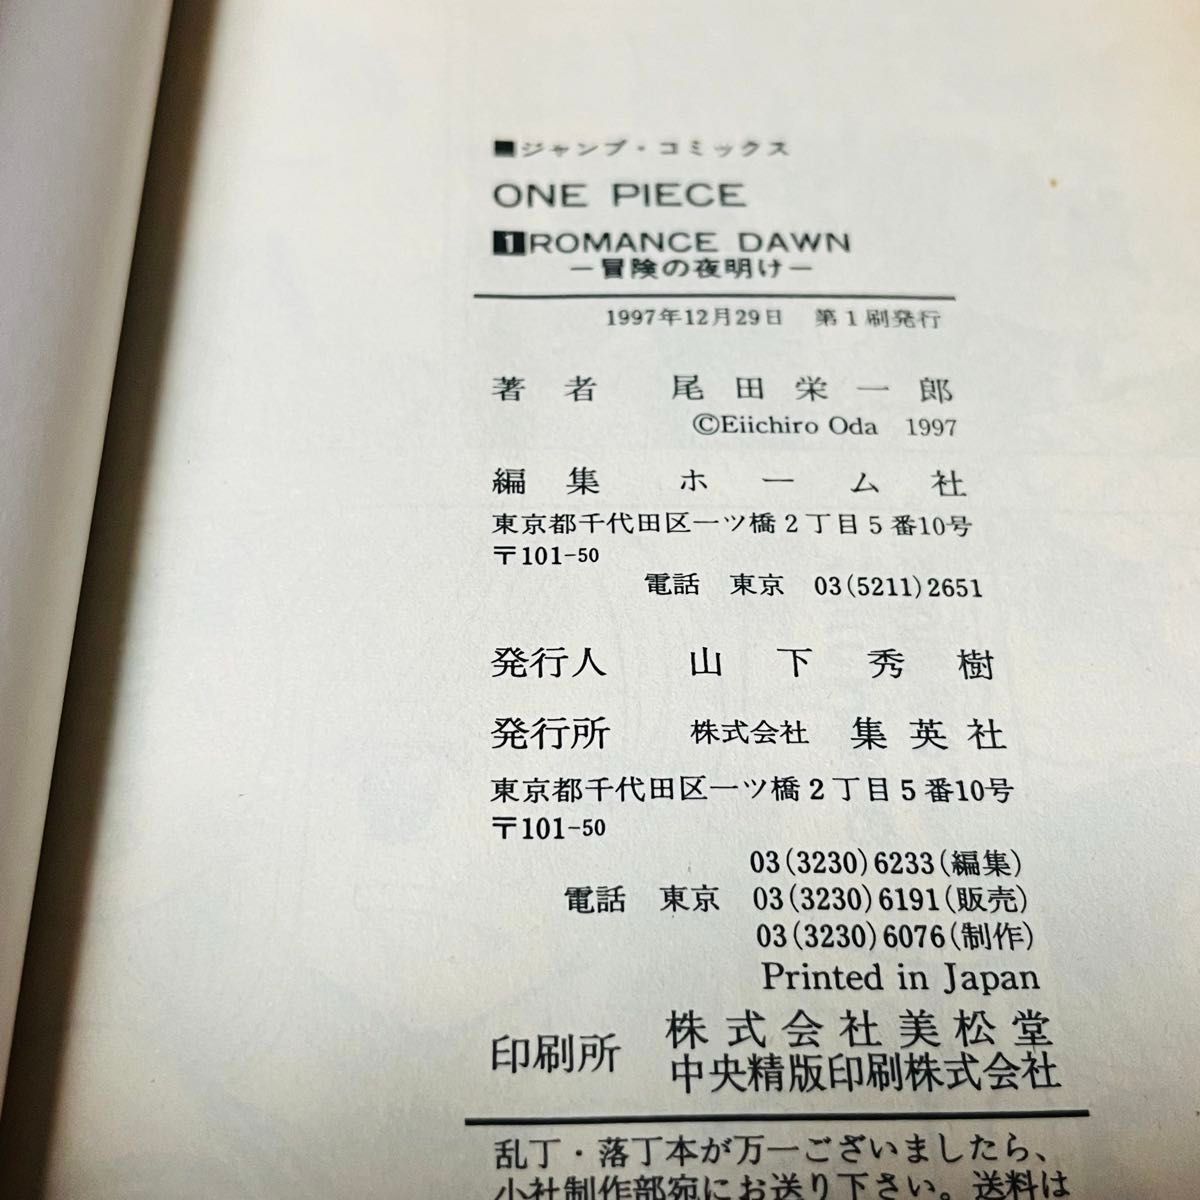 ■ジャンプ・コミックス
ONE PIECE
1 ROMANCE DAWN
―冒険の夜明け―
1997年12月29日 第1刷発行
著者 尾田栄一郎
©Eiichiro Oda 1997
編集 ホーム社
東京都千代田区一ツ橋2丁目5番10号
〒101-50
電話 東京 03(5211)2651
発行人 山下秀樹
発行所 株式会社 集英社
東京都千代田区一ツ橋2丁目5番10号
〒101-50
03(3230)6233(編集)
電話 東京 03(3230)6191(販売)
03(3230)6076(制作)
Printed in Japan
印刷所 株式会社美松堂
中央精版印刷株式会社
乱丁・落丁本が万一ございましたら、
小社制作部宛にお送り下さい。送料は